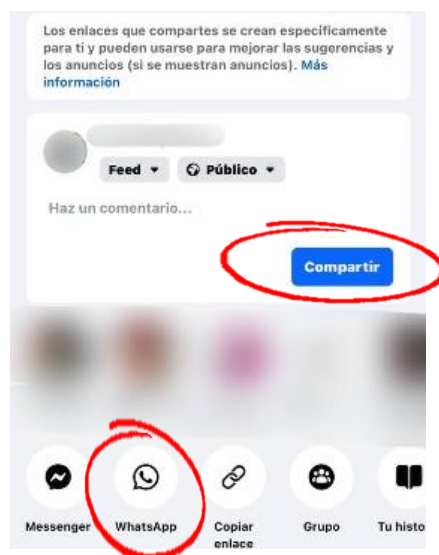 Los enlaces que compartes se crean específicamente
para ti y pueden usarse para mejorar las sugerencias y
los anuncios (si se muestran anuncios). Más
información
Feed
Público
Haz un comentario...
Compartir
Messenger
WhatsApp
Copiar
enlace
Grupo
Tu histo